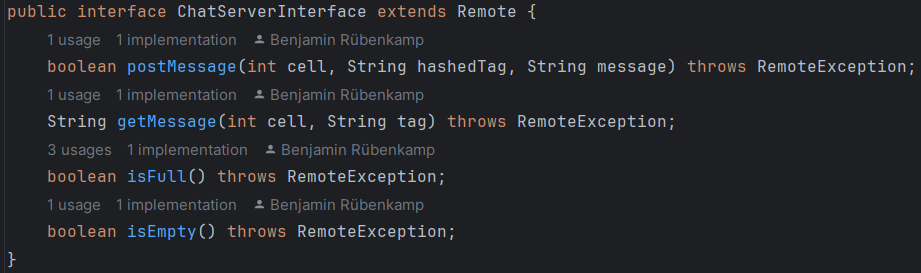 public interface ChatServerInterface extends Remote {
1 usage 1 implementation Benjamin Rübenkamp
boolean postMessage(int cell, String hashedTag, String message) throws RemoteException;
1 usage 1 implementation Benjamin Rübenkamp
String getMessage(int cell, String tag) throws RemoteException;
3 usages 1 implementation Benjamin Rübenkamp
boolean isFull() throws RemoteException;
1 usage 1 implementation Benjamin Rübenkamp
boolean isEmpty() throws RemoteException;
}